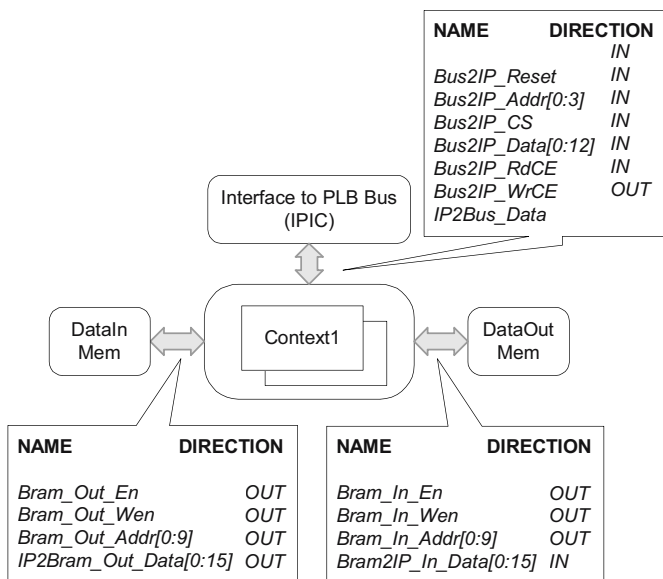 NAME DIRECTION
IN
Bus2IP_Reset IN
Bus2IP_Addr[0:3] IN
Bus2IP_CS IN
Bus2IP_Data[0:12] IN
Bus2IP_RdCE IN
Bus2IP_WrCE OUT
IP2Bus_Data
Interface to PLB Bus
(IPIC)
DataIn
Mem
Context1
DataOut
Mem
NAME DIRECTION
Bram_Out_En OUT
Bram_Out_Wen OUT
Bram_Out_Addr[0:9] OUT
IP2Bram_Out_Data[0:15] OUT
NAME DIRECTION
Bram_In_En OUT
Bram_In_Wen OUT
Bram_In_Addr[0:9] OUT
Bram2IP_In_Data[0:15] IN